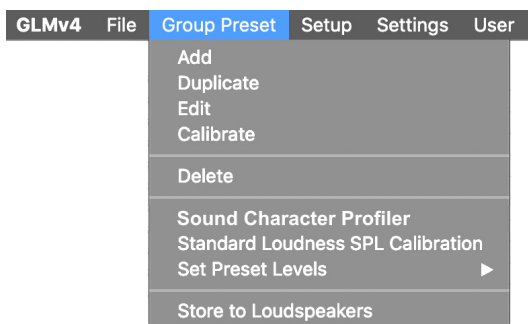 GLMv4 File Group Preset Setup Settings User
Add
Duplicate
Edit
Calibrate
Delete
Sound Character Profiler
Standard Loudness SPL Calibration
Set Preset Levels
Store to Loudspeakers